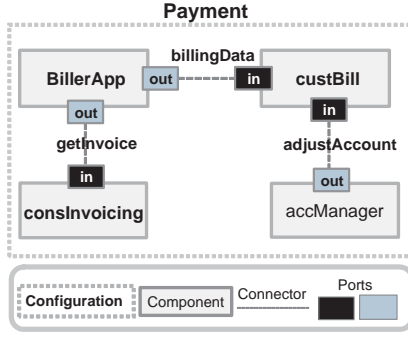 Payment
billingData
BillerApp
out
in
custBill
out
in
getInvoice
adjustAccount
in
out
consInvoicing
accManager
Configuration
Component
Connector
Ports